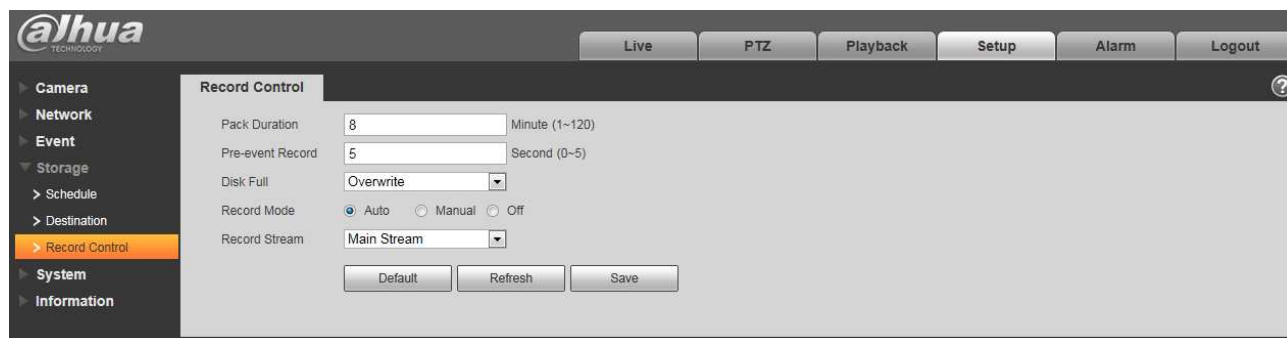 alhua
TECHNOLOGY
Live PTZ Playback Setup Alarm Logout
Camera
Network
Event
Storage
> Schedule
> Destination
> Record Control
System
Information
Record Control
?
Pack Duration 8 Minute (1~120)
Pre-event Record 5 Second (0~5)
Disk Full Overwrite
Record Mode Auto Manual Off
Record Stream Main Stream
Default Refresh Save